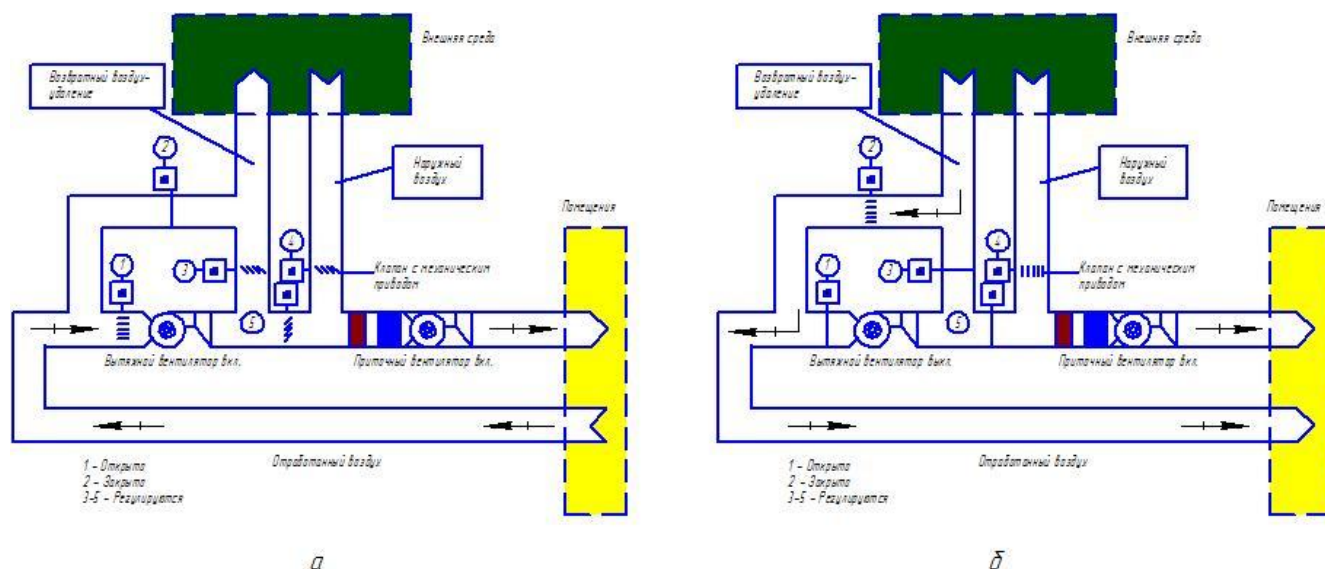 Внешняя среда
Возвратный воздух-
удаление
2
Наружный
воздух
Помещения
4
1
3
Клапан с механическим
приводом
5
Вытяжной вентилятор вкл.
Приточный вентилятор вкл.
Отработанный воздух
1 - Открыто
2 - Закрыто
3-5 - Регулируются
а
Внешняя среда
Возвратный воздух-
удаление
2
Наружный
воздух
Помещения
4
1
3
Клапан с механическим
приводом
5
Вытяжной вентилятор выкл.
Приточный вентилятор вкл.
Отработанный воздух
1 - Открыто
2 - Закрыто
3-5 - Регулируются
б